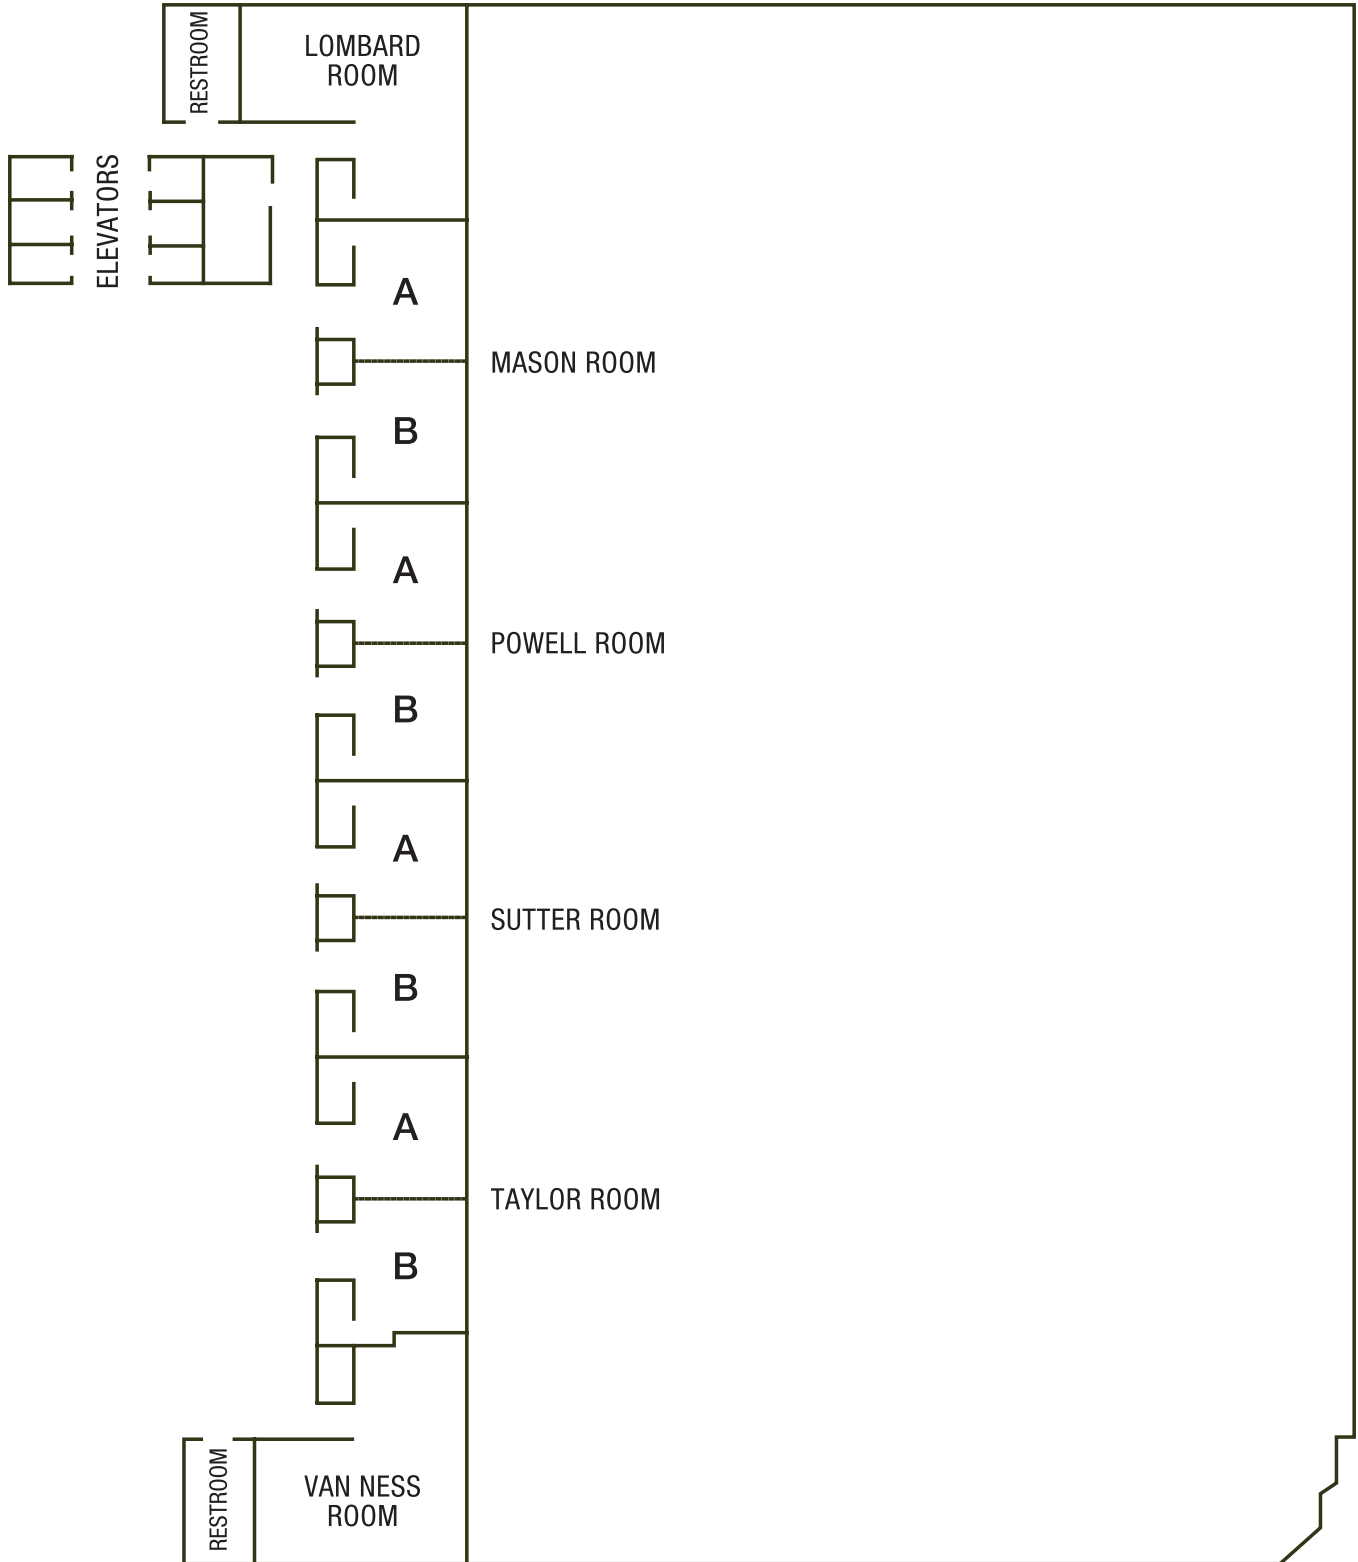 RESTROOM
LOMBARD
ROOM
ELEVATORS
A
MASON ROOM
B
A
POWELL ROOM
B
A
SUTTER ROOM
B
A
TAYLOR ROOM
B
RESTROOM
VAN NESS
ROOM